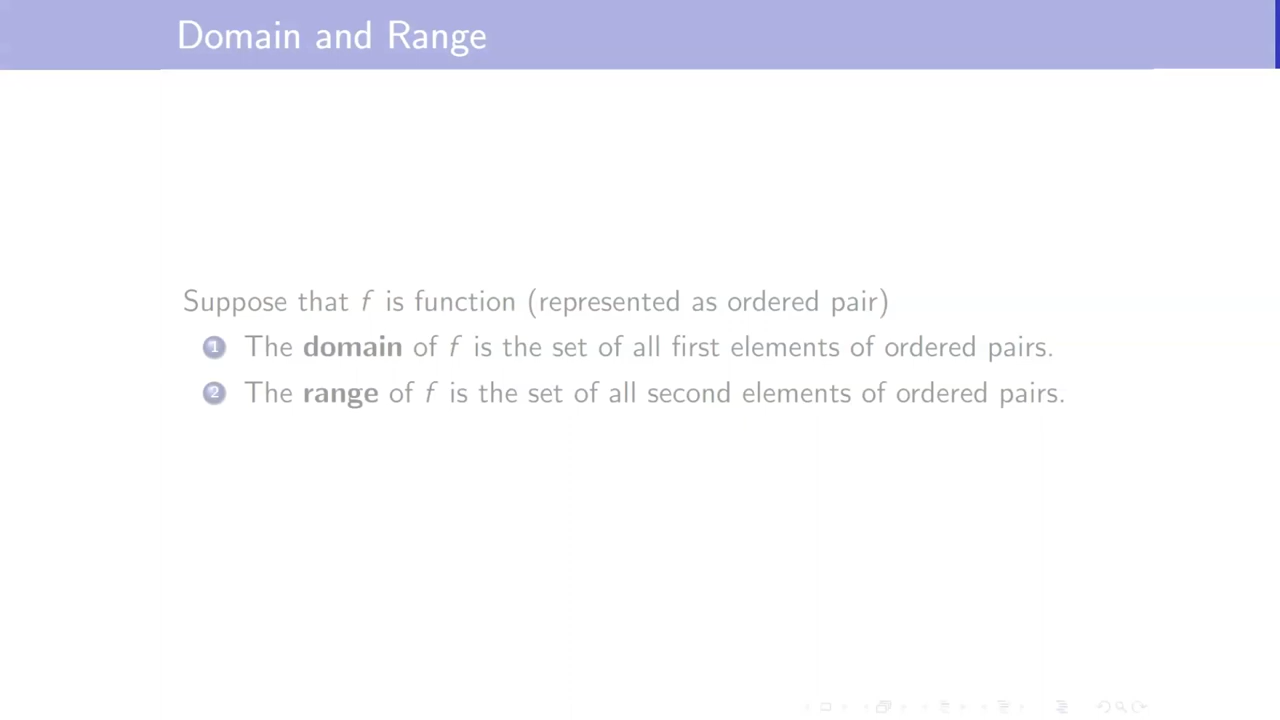 Domain and Range
Suppose that f is function (represented as ordered pair)
1 The domain of f is the set of all first elements of ordered pairs.
2 The range of f is the set of all second elements of ordered pairs.